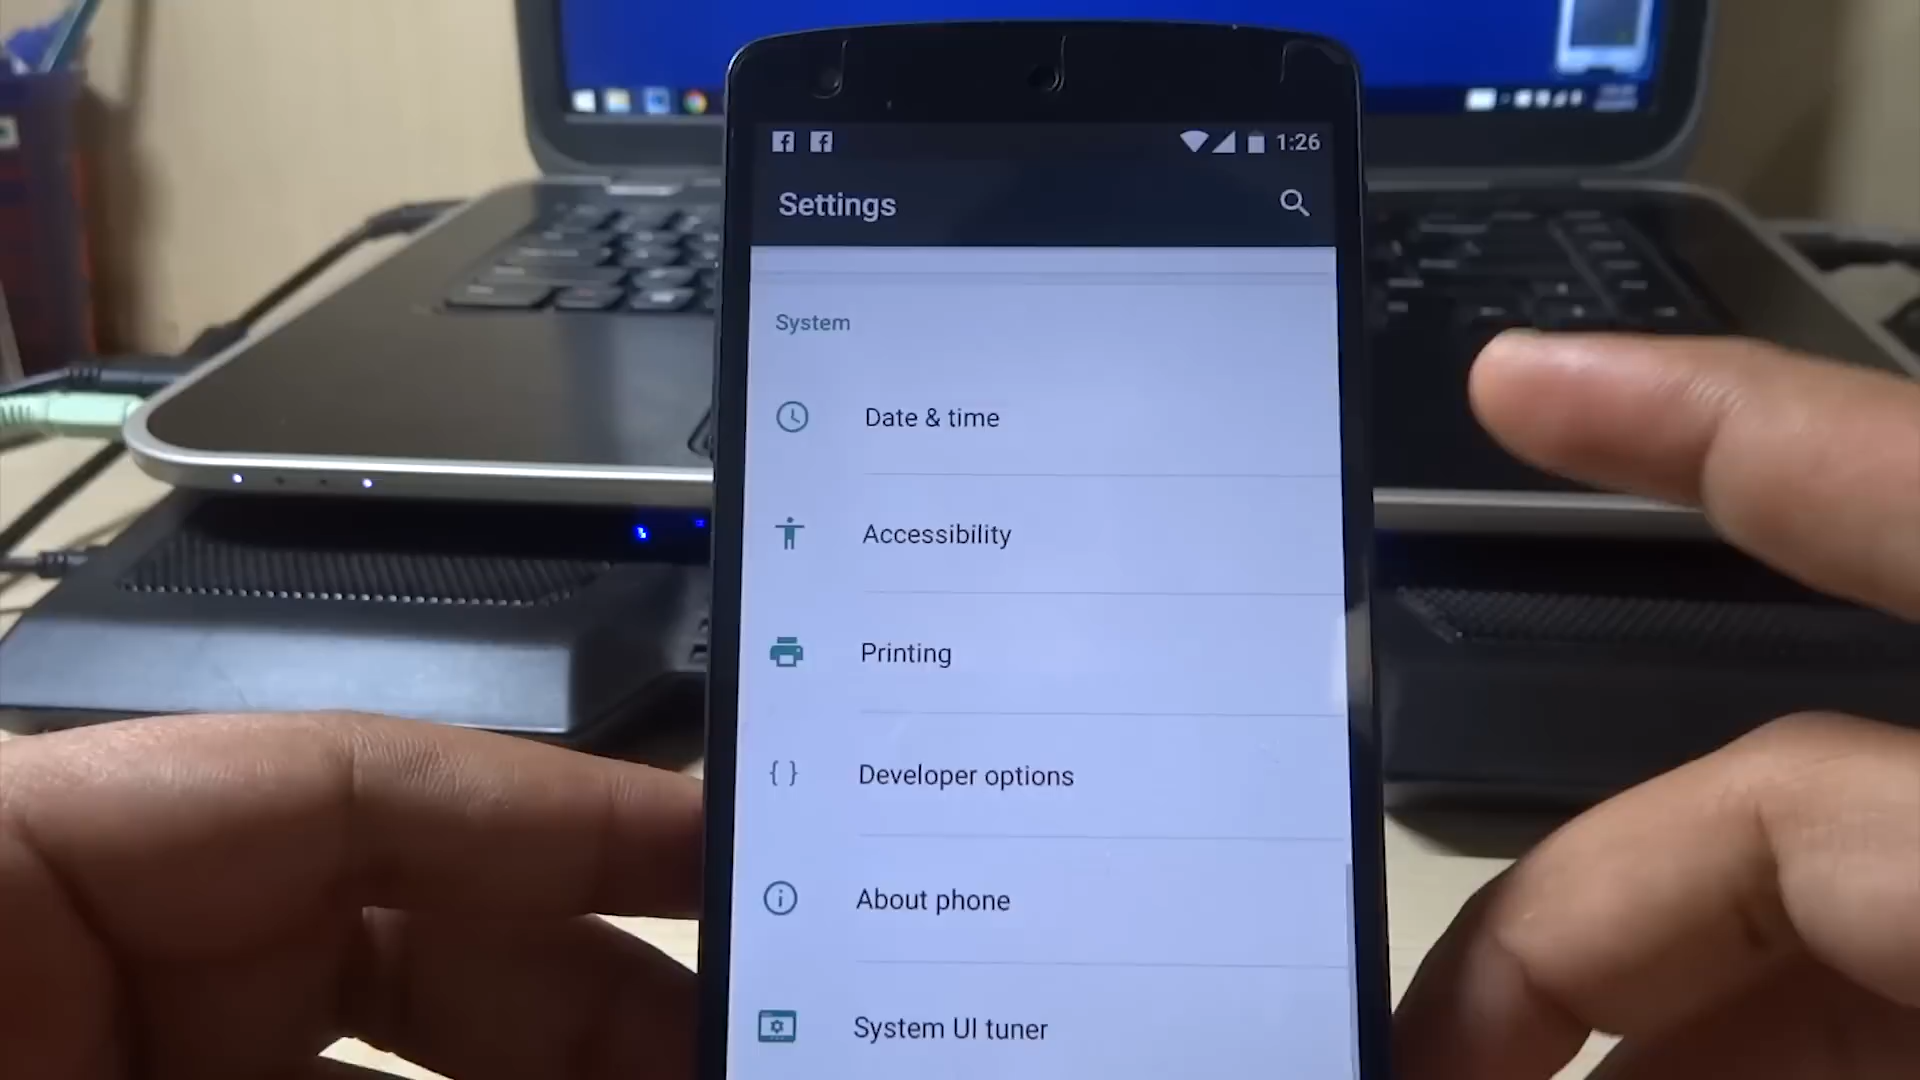 1:26
Settings
System
Date & time
Accessibility
Printing
Developer options
About phone
System UI tuner